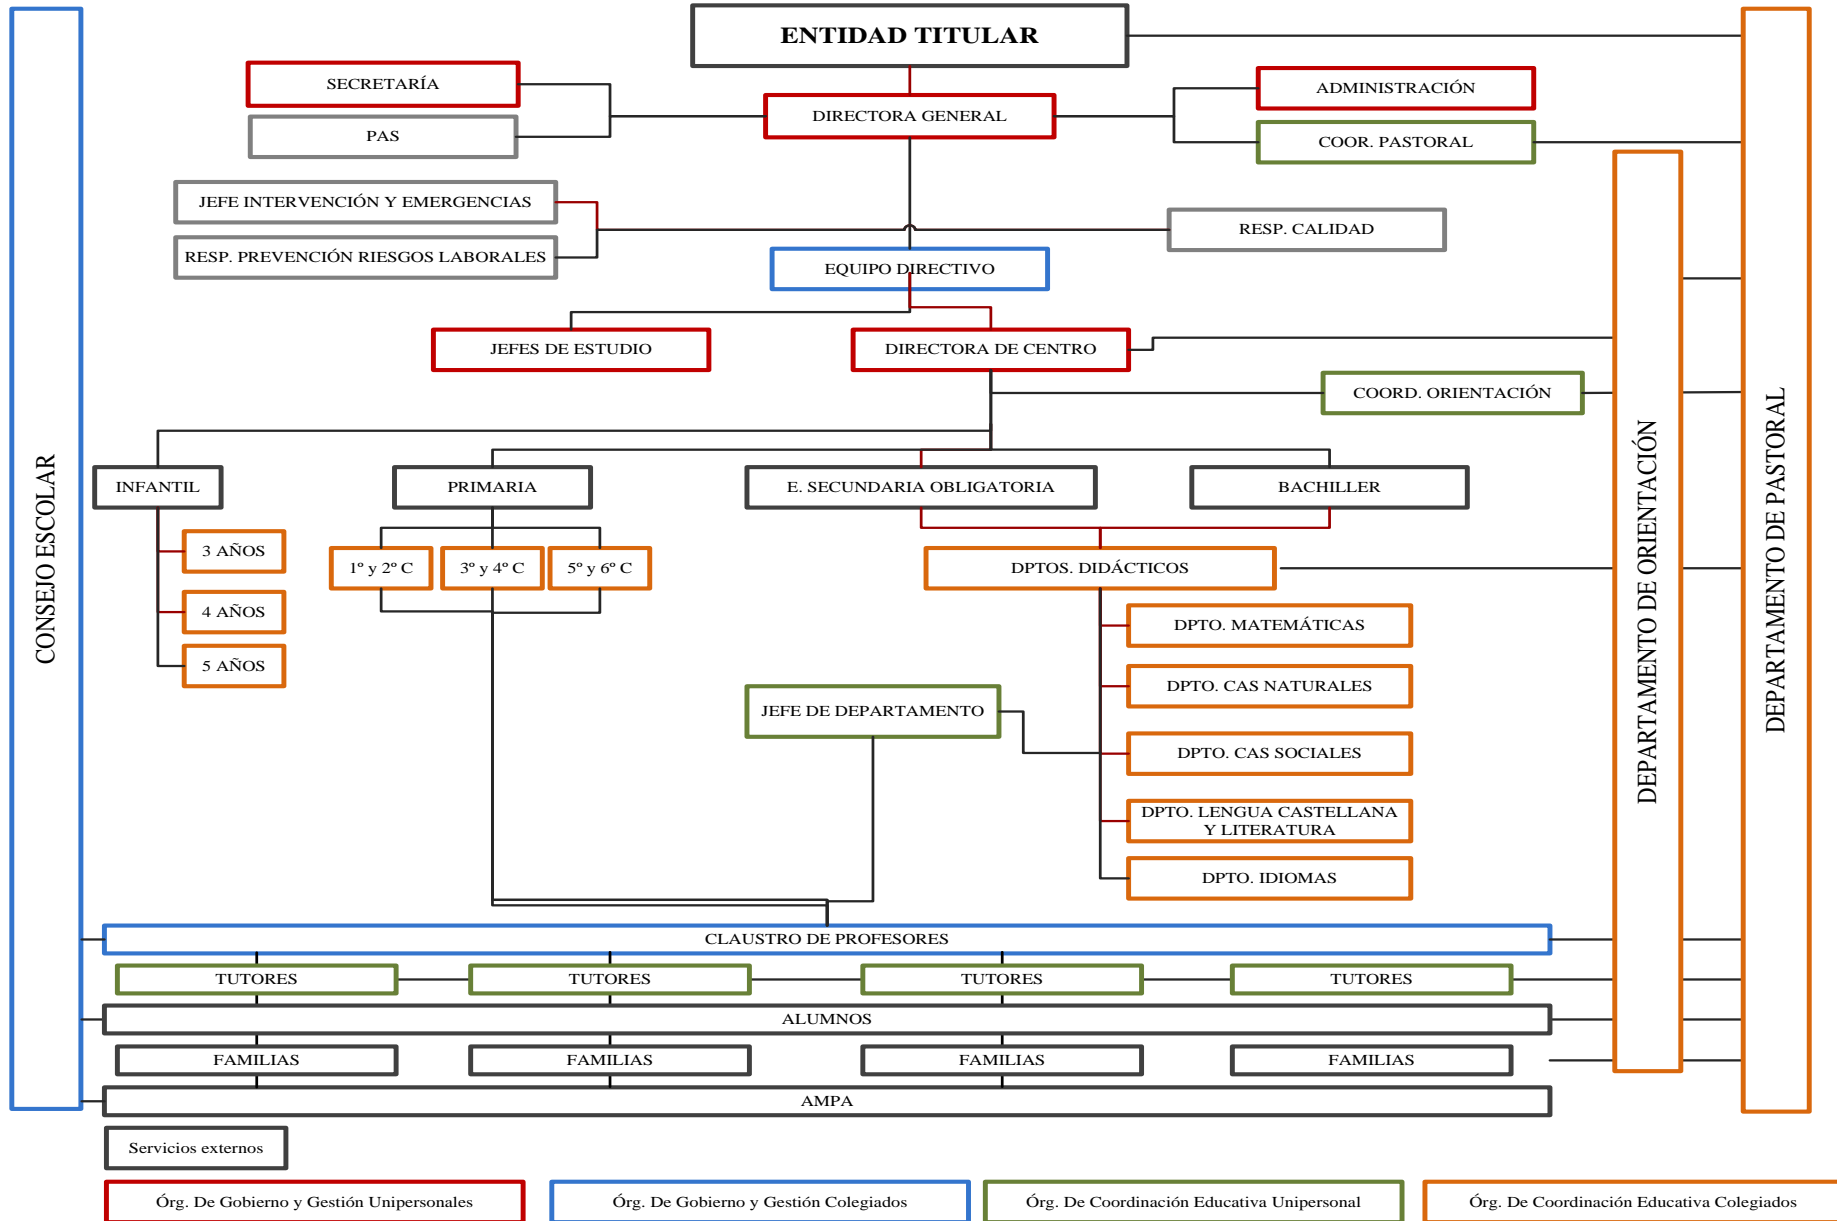 ENTIDAD TITULAR
SECRETARÍA
ADMINISTRACIÓN
DIRECTORA GENERAL
PAS
COOR. PASTORAL
JEFE INTERVENCIÓN Y EMERGENCIAS
RESP. CALIDAD
RESP. PREVENCIÓN RIESGOS LABORALES
EQUIPO DIRECTIVO
JEFES DE ESTUDIO
DIRECTORA DE CENTRO
COORD. ORIENTACIÓN
CONSEJO ESCOLAR
DEPARTAMENTO DE ORIENTACIÓN
DEPARTAMENTO DE PASTORAL
INFANTIL
PRIMARIA
E. SECUNDARIA OBLIGATORIA
BACHILLER
3 AÑOS
4 AÑOS
5 AÑOS
1º y 2º C
3º y 4º C
5º y 6º C
DPTOS. DIDÁCTICOS
DPTO. MATEMÁTICAS
DPTO. CAS NATURALES
JEFE DE DEPARTAMENTO
DPTO. CAS SOCIALES
DPTO. LENGUA CASTELLANA
Y LITERATURA
DPTO. IDIOMAS
CLAUSTRO DE PROFESORES
TUTORES
TUTORES
TUTORES
TUTORES
ALUMNOS
FAMILIAS
FAMILIAS
FAMILIAS
FAMILIAS
AMPA
Servicios externos
Órg. De Gobierno y Gestión Unipersonales
Órg. De Gobierno y Gestión Colegiados
Órg. De Coordinación Educativa Unipersonal
Órg. De Coordinación Educativa Colegiados